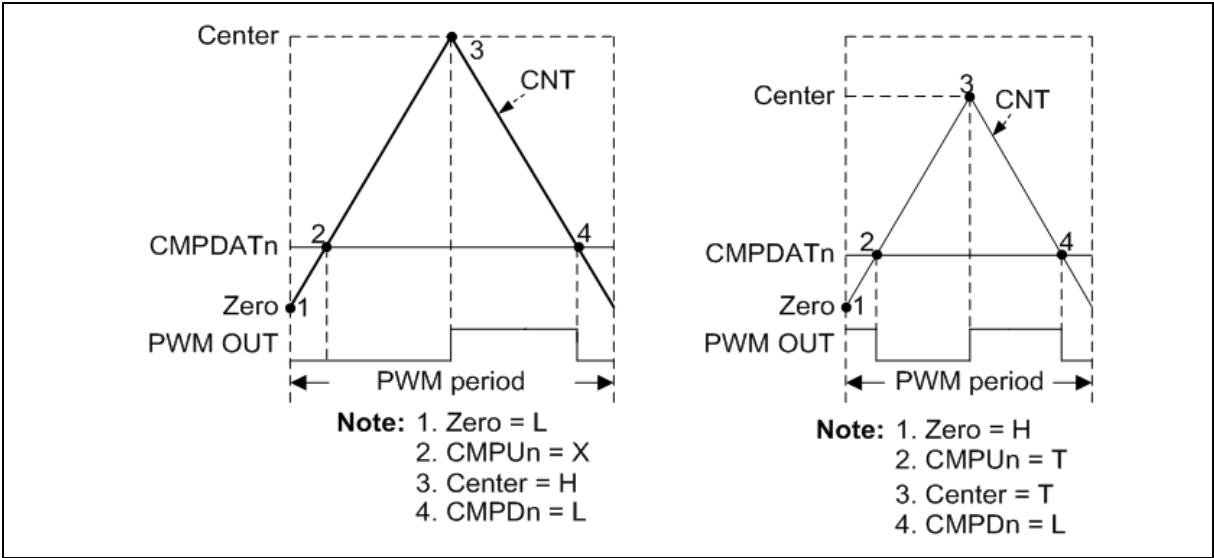 Center
3
CNT
CMPDATn
2
4
Zero
1
PWM OUT
PWM period
Note: 1. Zero = L
2. CMPUn = X
3. Center = H
4. CMPDn = L
Center
3
CNT
CMPDATn
2
4
Zero
1
PWM OUT
PWM period
Note: 1. Zero = H
2. CMPUn = T
3. Center = T
4. CMPDn = L